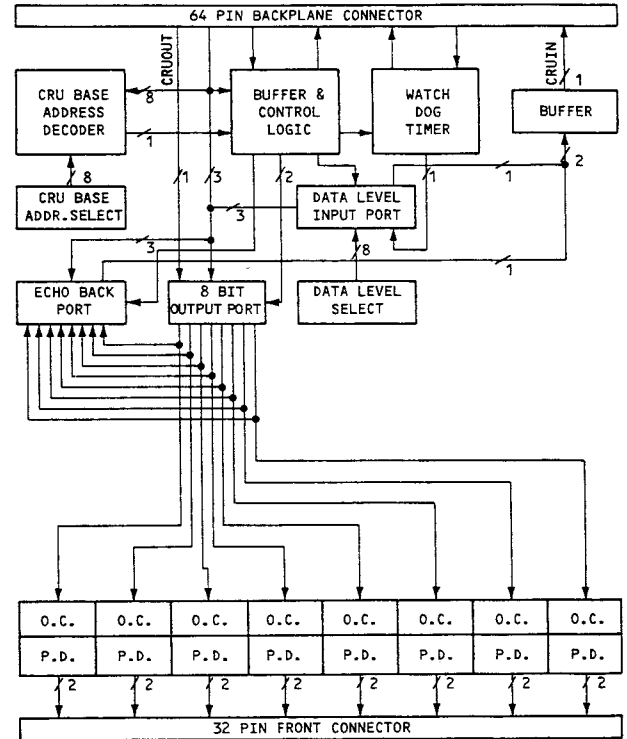 64 PIN BACKPLANE CONNECTOR
CRUOUT
CRUIN
CRU BASE
ADDRESS
DECODER
8
1
BUFFER &
CONTROL
LOGIC
WATCH
DOG
TIMER
1
BUFFER
2
8
CRU BASE
ADDR.SELECT
1
3
2
3
DATA LEVEL
INPUT PORT
1
1
3
8
1
ECHO BACK
PORT
8 BIT
OUTPUT PORT
DATA LEVEL
SELECT
O.C. O.C. O.C. O.C. O.C. O.C. O.C. O.C.
P.D. P.D. P.D. P.D. P.D. P.D. P.D. P.D.
2 2 2 2 2 2 2 2
32 PIN FRONT CONNECTOR